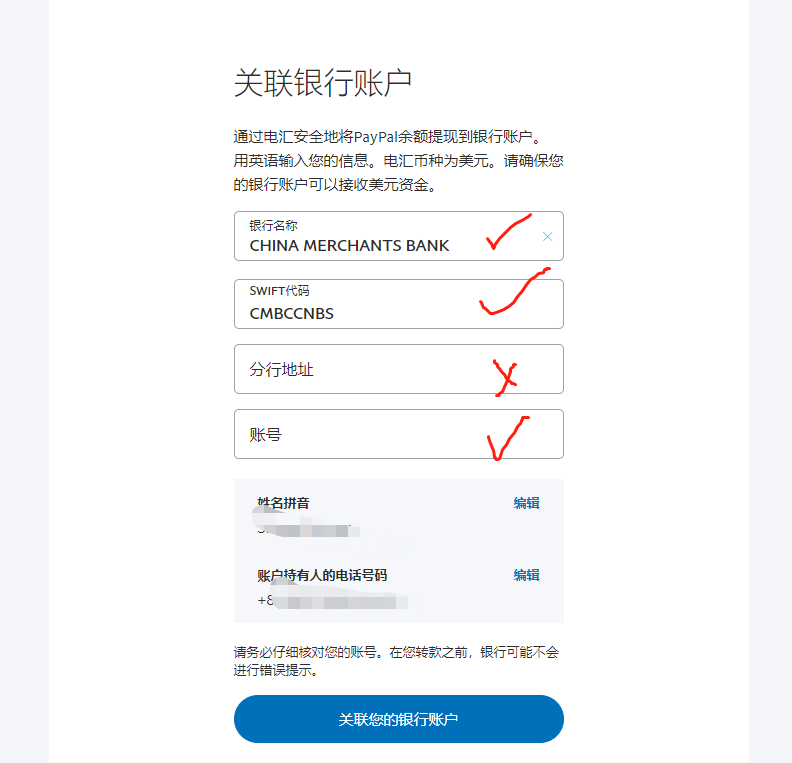 关联银行账户
通过电汇安全地将PayPal余额提现到银行账户。
用英语输入您的信息。电汇币种为美元。请确保您
的银行账户可以接收美元资金。
银行名称
CHINA MERCHANTS BANK
SWIFT代码
CMBCCNBS
分行地址
账号
姓名拼音 编辑
账户持有人的电话号码 编辑
+8
请务必仔细核对您的账号。在您转款之前，银行可能不会
进行错误提示。
关联您的银行账户